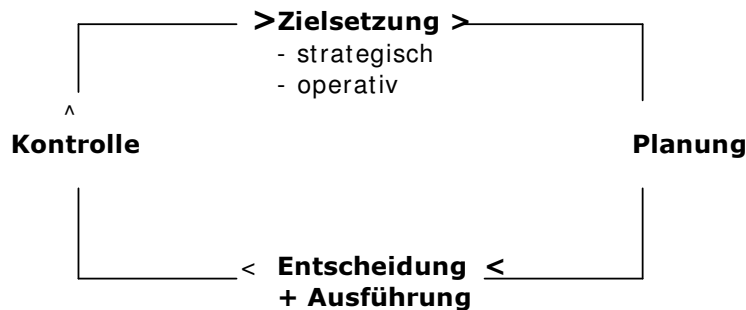 >Zielsetzung >
- strategisch
- operativ
^
Kontrolle Planung
< Entscheidung <
+ Ausführung